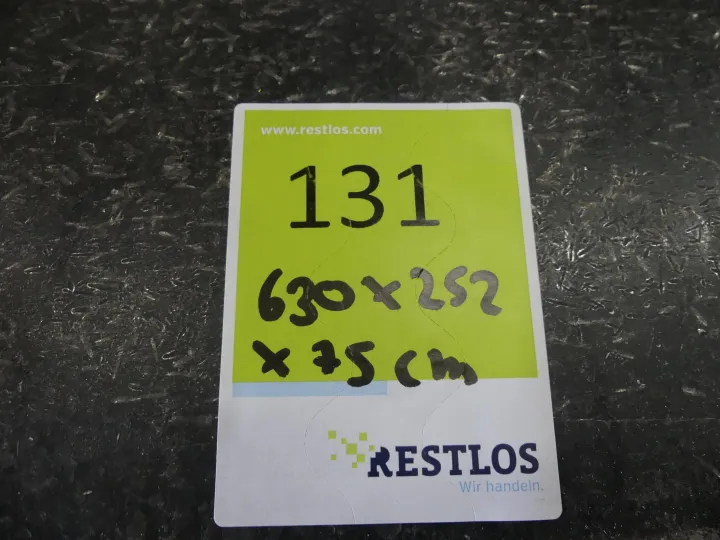 www.restlos.com
131
630 x 252
x 75 cm
RESTLOS
Wir handeln.